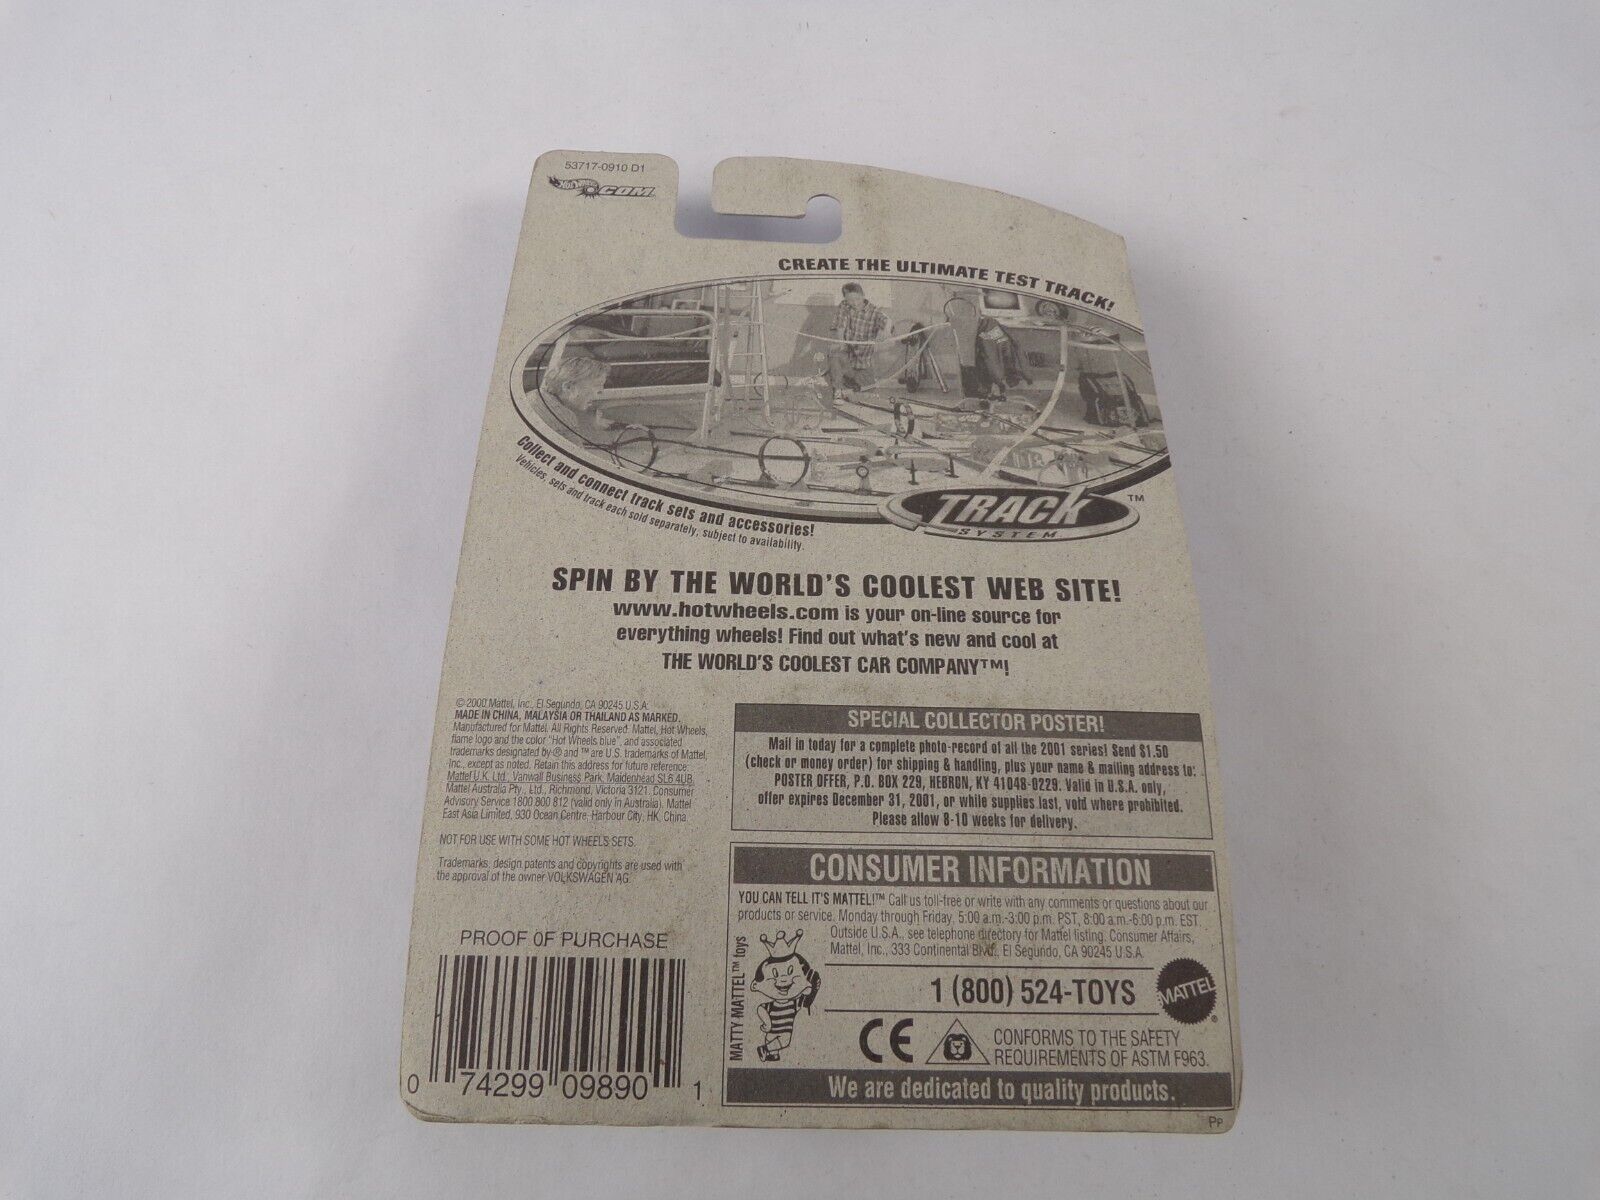 53717-0910 D1
HOT WHEELS .COM
CREATE THE ULTIMATE TEST TRACK!
Collect and connect track sets and accessories!
Vehicles, sets and track each sold separately, subject to availability.
TRACK ™
SYSTEM
SPIN BY THE WORLD'S COOLEST WEB SITE!
www.hotwheels.com is your on-line source for
everything wheels! Find out what's new and cool at
THE WORLD'S COOLEST CAR COMPANY™!
© 2000 Mattel, Inc., El Segundo, CA 90245 U.S.A.
MADE IN CHINA, MALAYSIA OR THAILAND AS MARKED.
Manufactured for Mattel. All Rights Reserved. Mattel, Hot Wheels,
flame logo and the color "Hot Wheels blue", and associated
trademarks designated by ® and ™ are U.S. trademarks of Mattel,
Inc., except as noted. Retain this address for future reference:
Mattel U.K. Ltd., Vanwall Business Park, Maidenhead SL6 4UB.
Mattel Australia Pty., Ltd., Richmond, Victoria 3121. Consumer
Advisory Service 1800 800 812 (valid only in Australia). Mattel
East Asia Limited, 930 Ocean Centre, Harbour City, HK, China.
NOT FOR USE WITH SOME HOT WHEELS SETS.
Trademarks, design patents and copyrights are used with
the approval of the owner VOLKSWAGEN AG.
PROOF OF PURCHASE
0 74299 09890 1
SPECIAL COLLECTOR POSTER!
Mail in today for a complete photo-record of all the 2001 series! Send $1.50
(check or money order) for shipping & handling, plus your name & mailing address to:
POSTER OFFER, P.O. BOX 229, HEBRON, KY 41048-0229. Valid in U.S.A. only,
offer expires December 31, 2001, or while supplies last, void where prohibited.
Please allow 8-10 weeks for delivery.
CONSUMER INFORMATION
YOU CAN TELL IT'S MATTEL!™ Call us toll-free or write with any comments or questions about our
products or service. Monday through Friday, 5:00 a.m.-3:00 p.m. PST, 8:00 a.m.-6:00 p.m. EST.
Outside U.S.A., see telephone directory for Mattel listing. Consumer Affairs,
Mattel, Inc., 333 Continental Blvd., El Segundo, CA 90245 U.S.A.
MATTY MATTEL™ toys
1 (800) 524-TOYS
MATTEL ®
CE
CONFORMS TO THE SAFETY
REQUIREMENTS OF ASTM F963.
We are dedicated to quality products.
PP